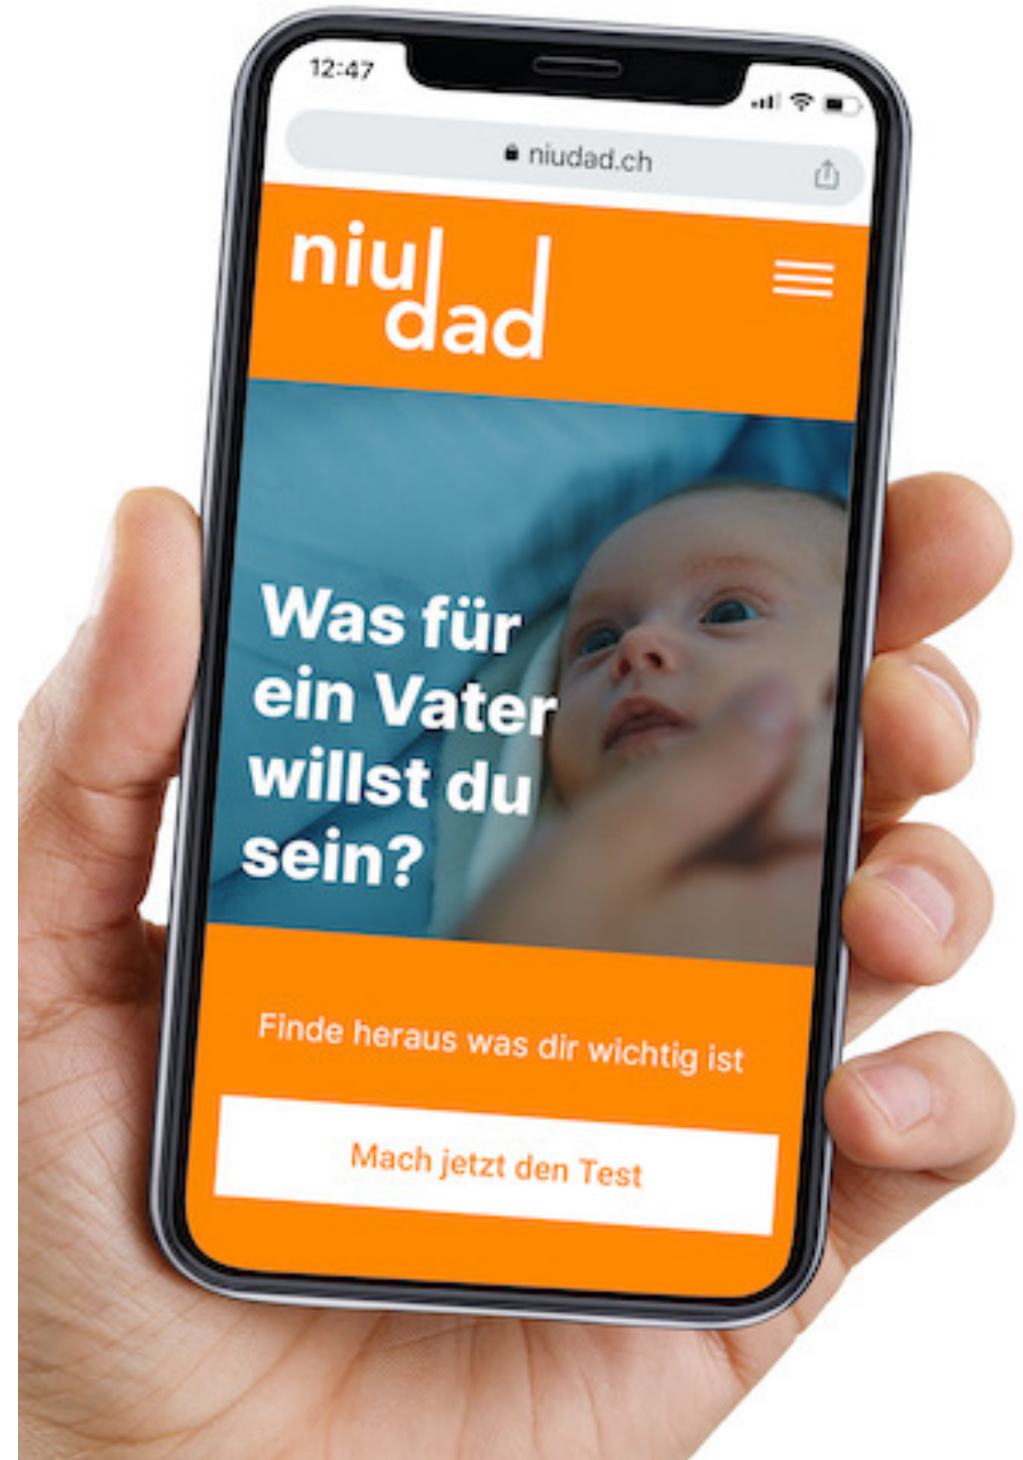 12:47
niudad.ch
niu
dad
Was für
ein Vater
willst du
sein?
Finde heraus was dir wichtig ist
Mach jetzt den Test